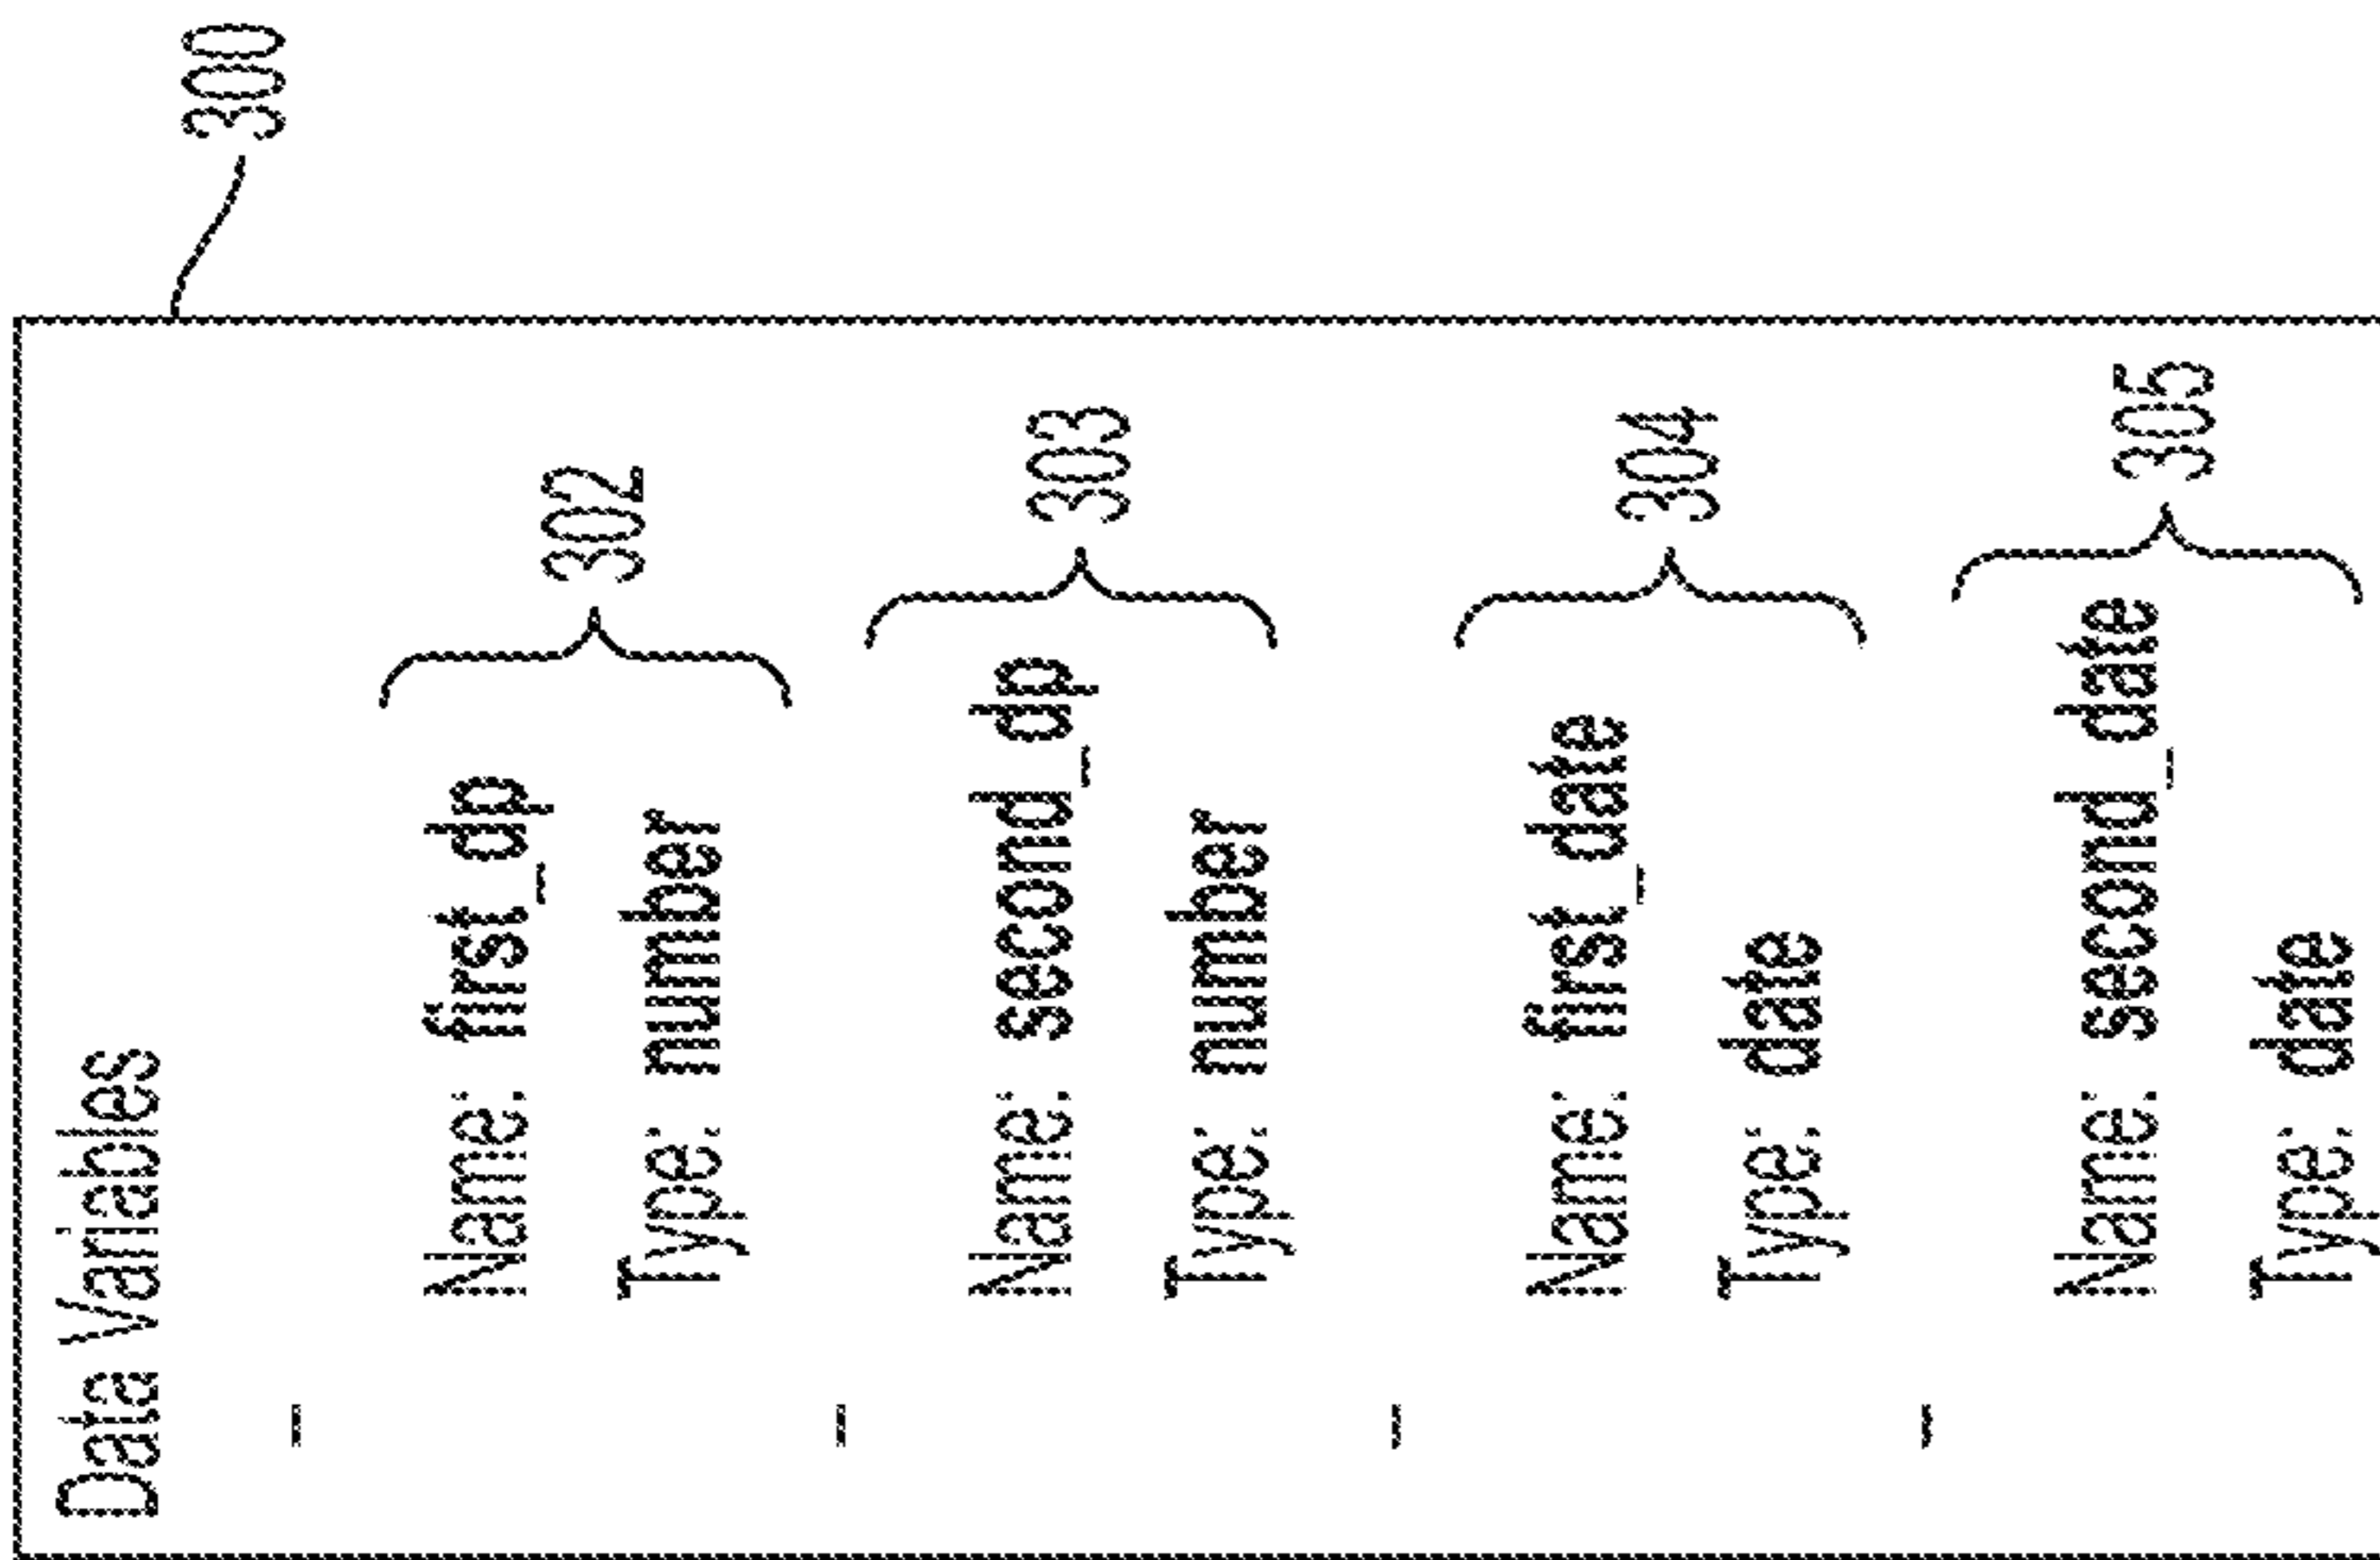 300
Data Variables
-
Name: first_dp
Type: number
302
-
Name: second_dp
Type: number
303
-
Name: first_date
Type: date
304
-
Name: second_date
Type: date
305